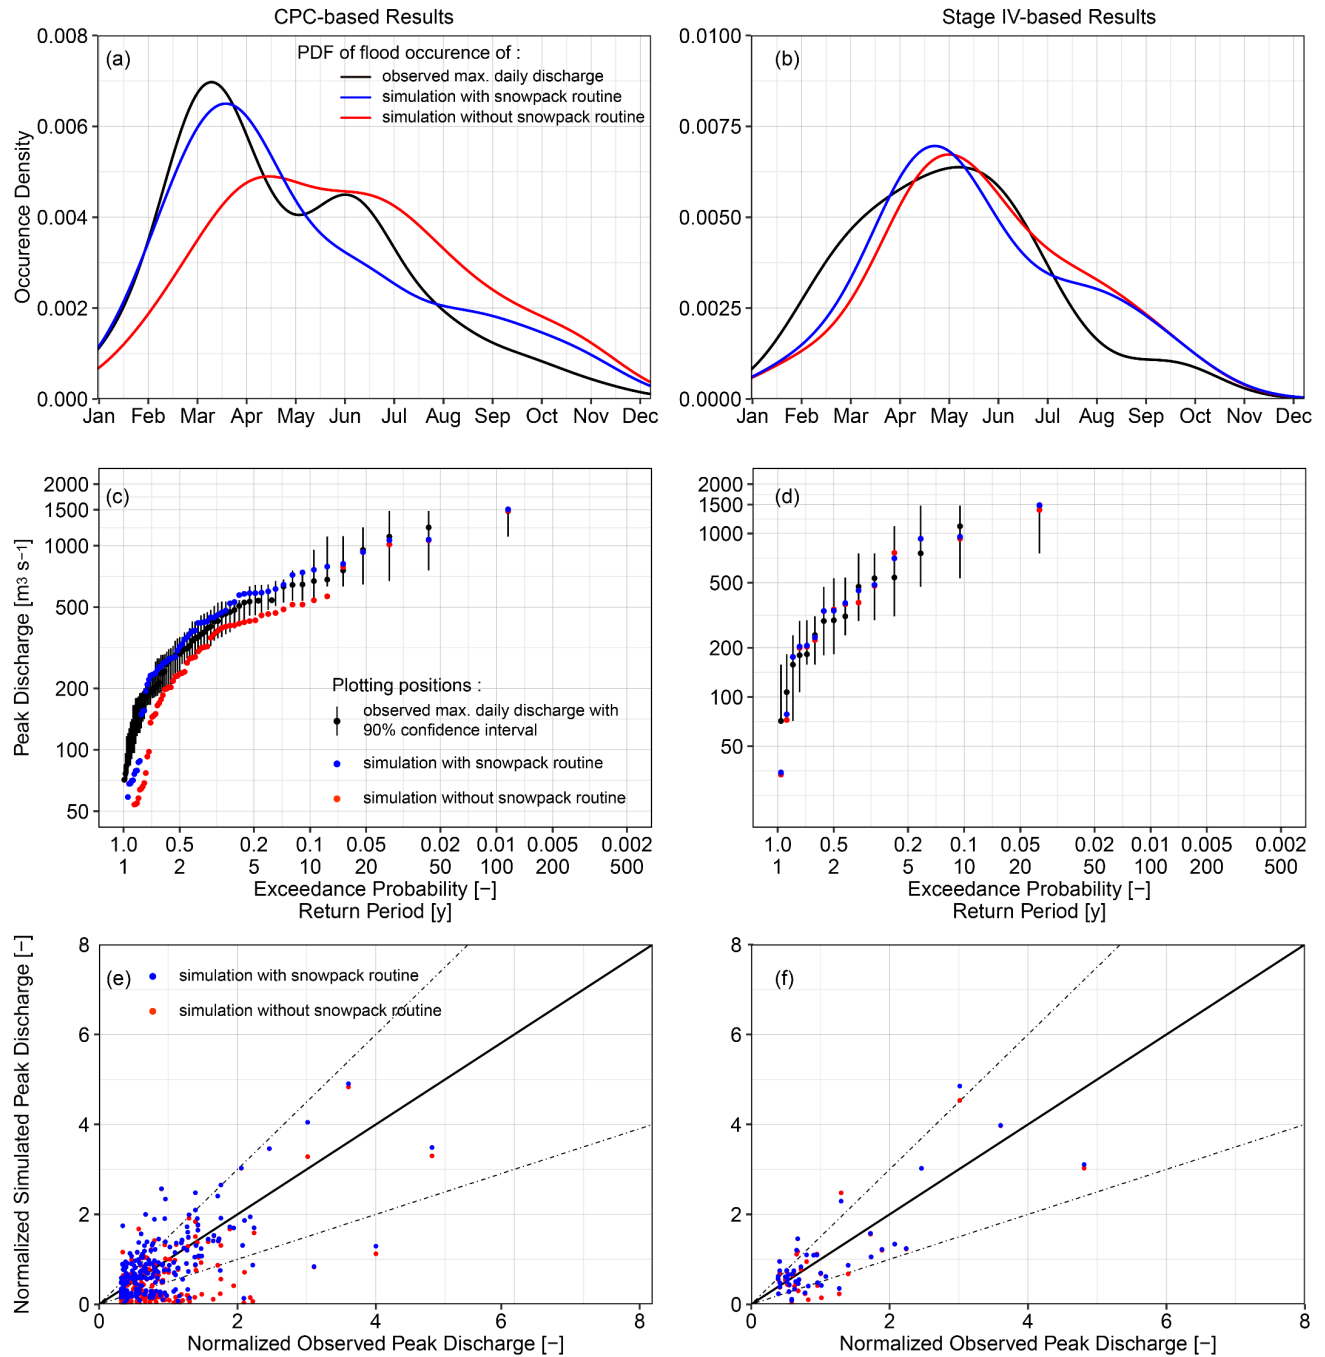 CPC-based Results
Stage IV-based Results
(a)
PDF of flood occurence of :
observed max. daily discharge
simulation with snowpack routine
simulation without snowpack routine
Occurence Density
0.008
0.006
0.004
0.002
0.000
Jan Feb Mar Apr May Jun Jul Aug Sep Oct Nov Dec
(b)
0.0100
0.0075
0.0050
0.0025
0.0000
Jan Feb Mar Apr May Jun Jul Aug Sep Oct Nov Dec
(c)
Peak Discharge [m³ s⁻¹]
2000
1500
1000
500
200
100
50
Plotting positions :
observed max. daily discharge with
90% confidence interval
simulation with snowpack routine
simulation without snowpack routine
1.0 0.5 0.2 0.1 0.05 0.02 0.01 0.005 0.002
1 2 5 10 20 50 100 200 500
Exceedance Probability [−]
Return Period [y]
(d)
2000
1500
1000
500
200
100
50
1.0 0.5 0.2 0.1 0.05 0.02 0.01 0.005 0.002
1 2 5 10 20 50 100 200 500
Exceedance Probability [−]
Return Period [y]
(e)
simulation with snowpack routine
simulation without snowpack routine
Normalized Simulated Peak Discharge [−]
8
6
4
2
0
0 2 4 6 8
Normalized Observed Peak Discharge [−]
(f)
8
6
4
2
0
0 2 4 6 8
Normalized Observed Peak Discharge [−]